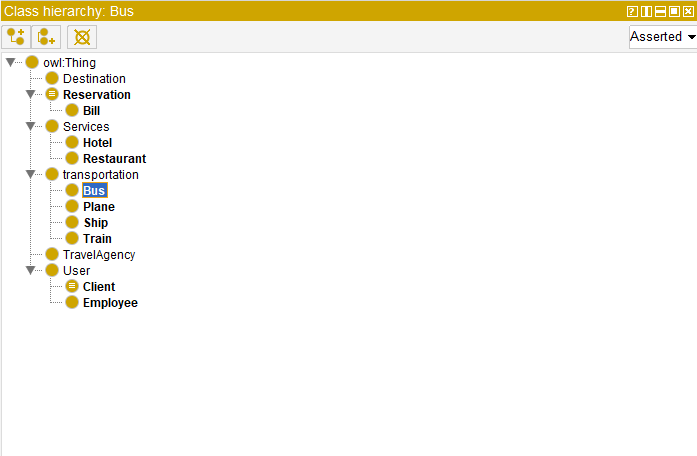 Class hierarchy: Bus
Asserted
owl:Thing
Destination
Reservation
Bill
Services
Hotel
Restaurant
transportation
Bus
Plane
Ship
Train
TravelAgency
User
Client
Employee